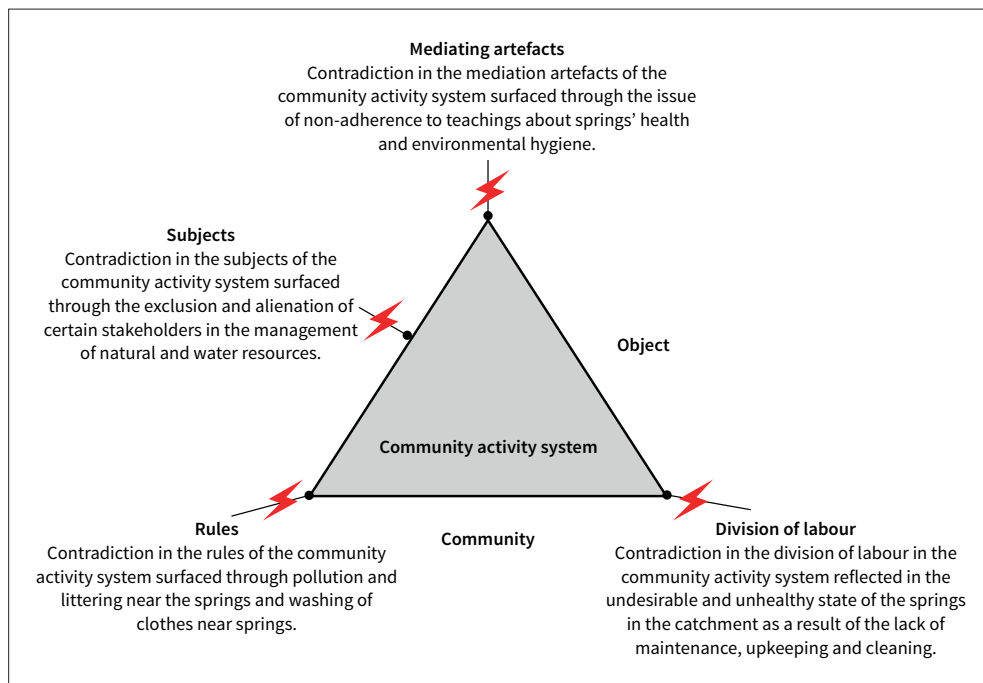 Mediating artefacts
Contradiction in the mediation artefacts of the
community activity system surfaced through the issue
of non-adherence to teachings about springs’ health
and environmental hygiene.
Subjects
Contradiction in the subjects of the
community activity system surfaced
through the exclusion and alienation of
certain stakeholders in the management
of natural and water resources.
Object
Community activity system
Rules
Contradiction in the rules of the community
activity system surfaced through pollution and
littering near the springs and washing of
clothes near springs.
Community
Division of labour
Contradiction in the division of labour in the
community activity system reflected in the
undesirable and unhealthy state of the springs
in the catchment as a result of the lack of
maintenance, upkeeping and cleaning.